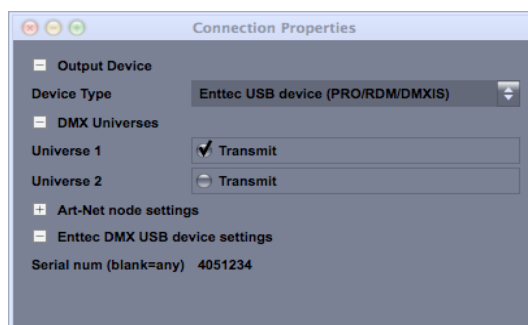 Connection Properties
Output Device
Device Type Enttec USB device (PRO/RDM/DMXIS)
DMX Universes
Universe 1 Transmit
Universe 2 Transmit
Art-Net node settings
Enttec DMX USB device settings
Serial num (blank=any) 4051234